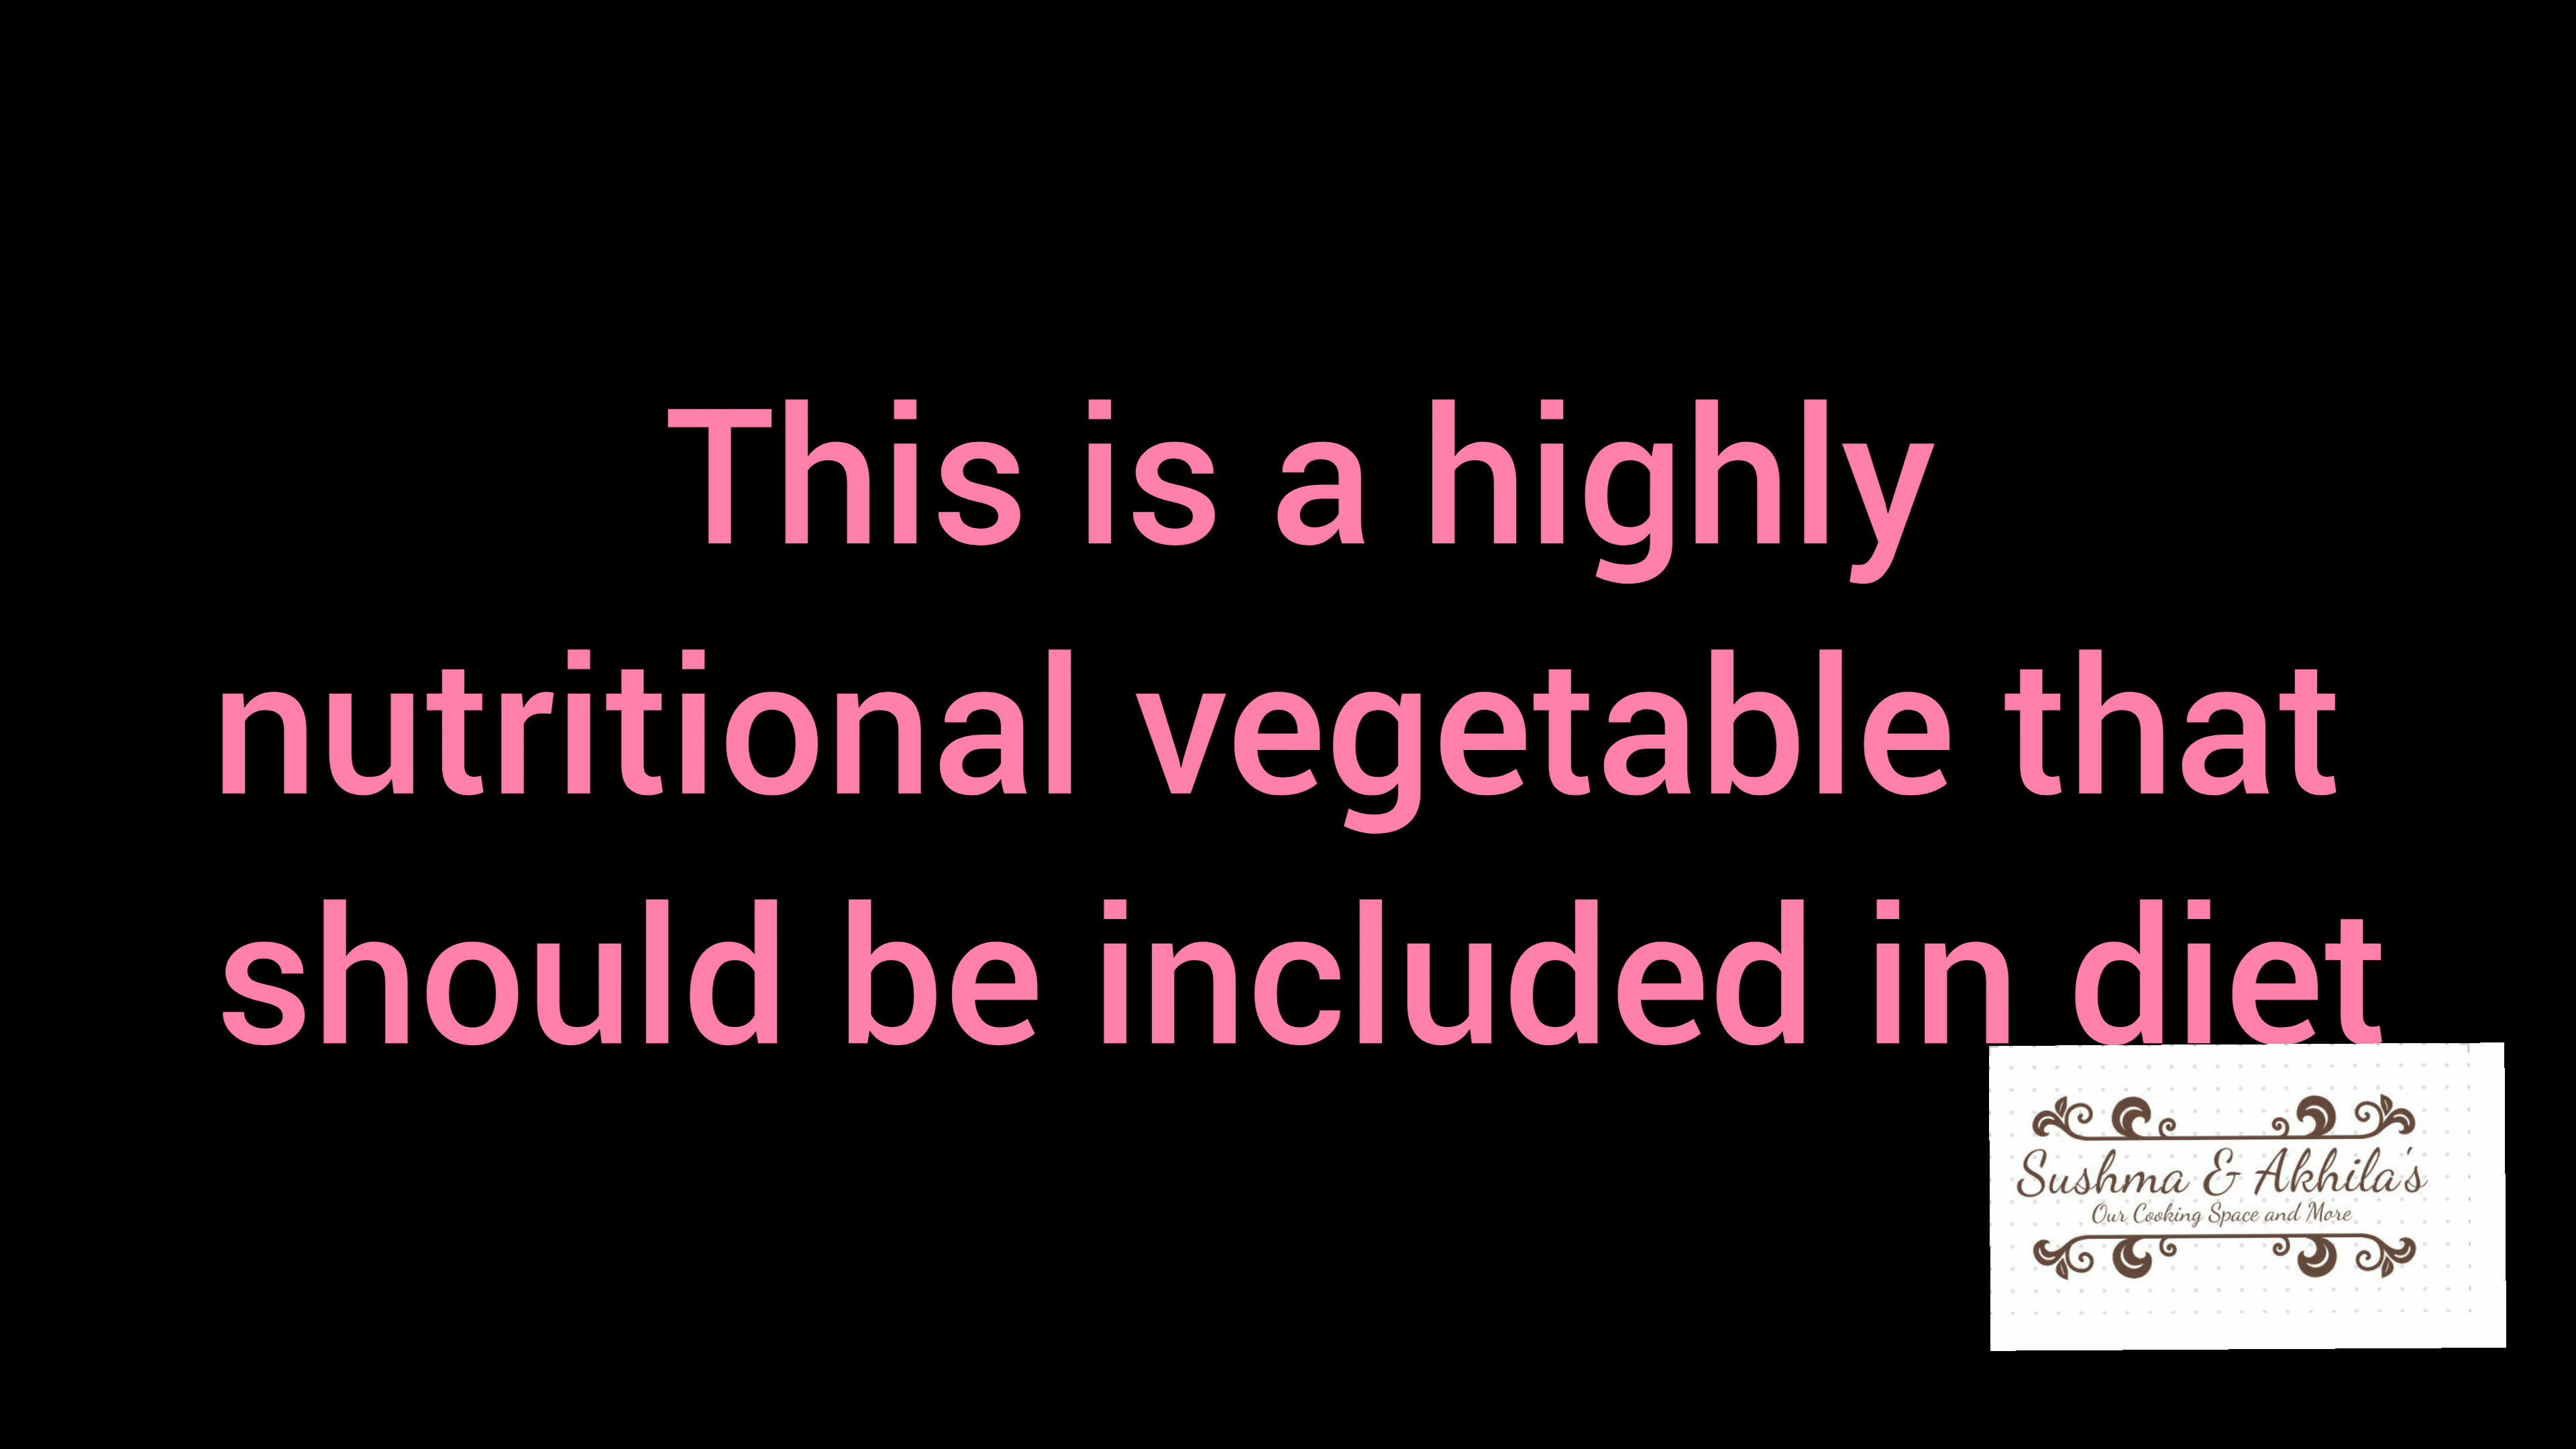 This is a highly
nutritional vegetable that
should be included in diet
Sushma & Akhila's
Our Cooking Space and More